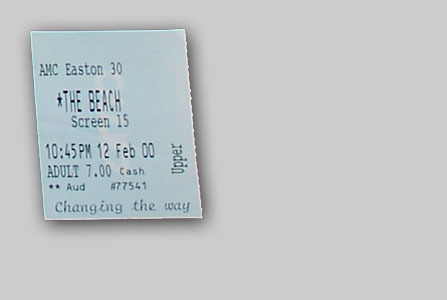 AMC Easton 30
*THE BEACH
Screen 15
10:45PM 12 Feb 00
ADULT 7.00 Cash
** Aud #77541
Upper
Changing the way